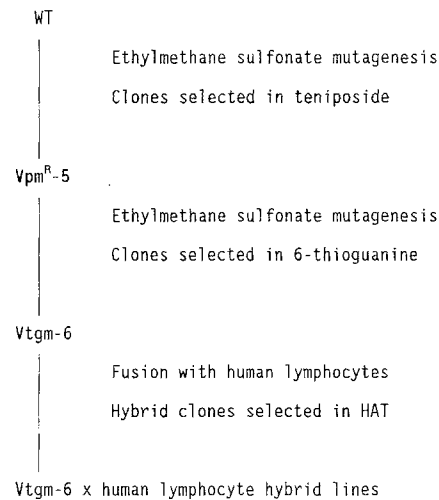 WT
Ethylmethane sulfonate mutagenesis
Clones selected in teniposide
Vpmᴿ-5
Ethylmethane sulfonate mutagenesis
Clones selected in 6-thioguanine
Vtgm-6
Fusion with human lymphocytes
Hybrid clones selected in HAT
Vtgm-6 x human lymphocyte hybrid lines